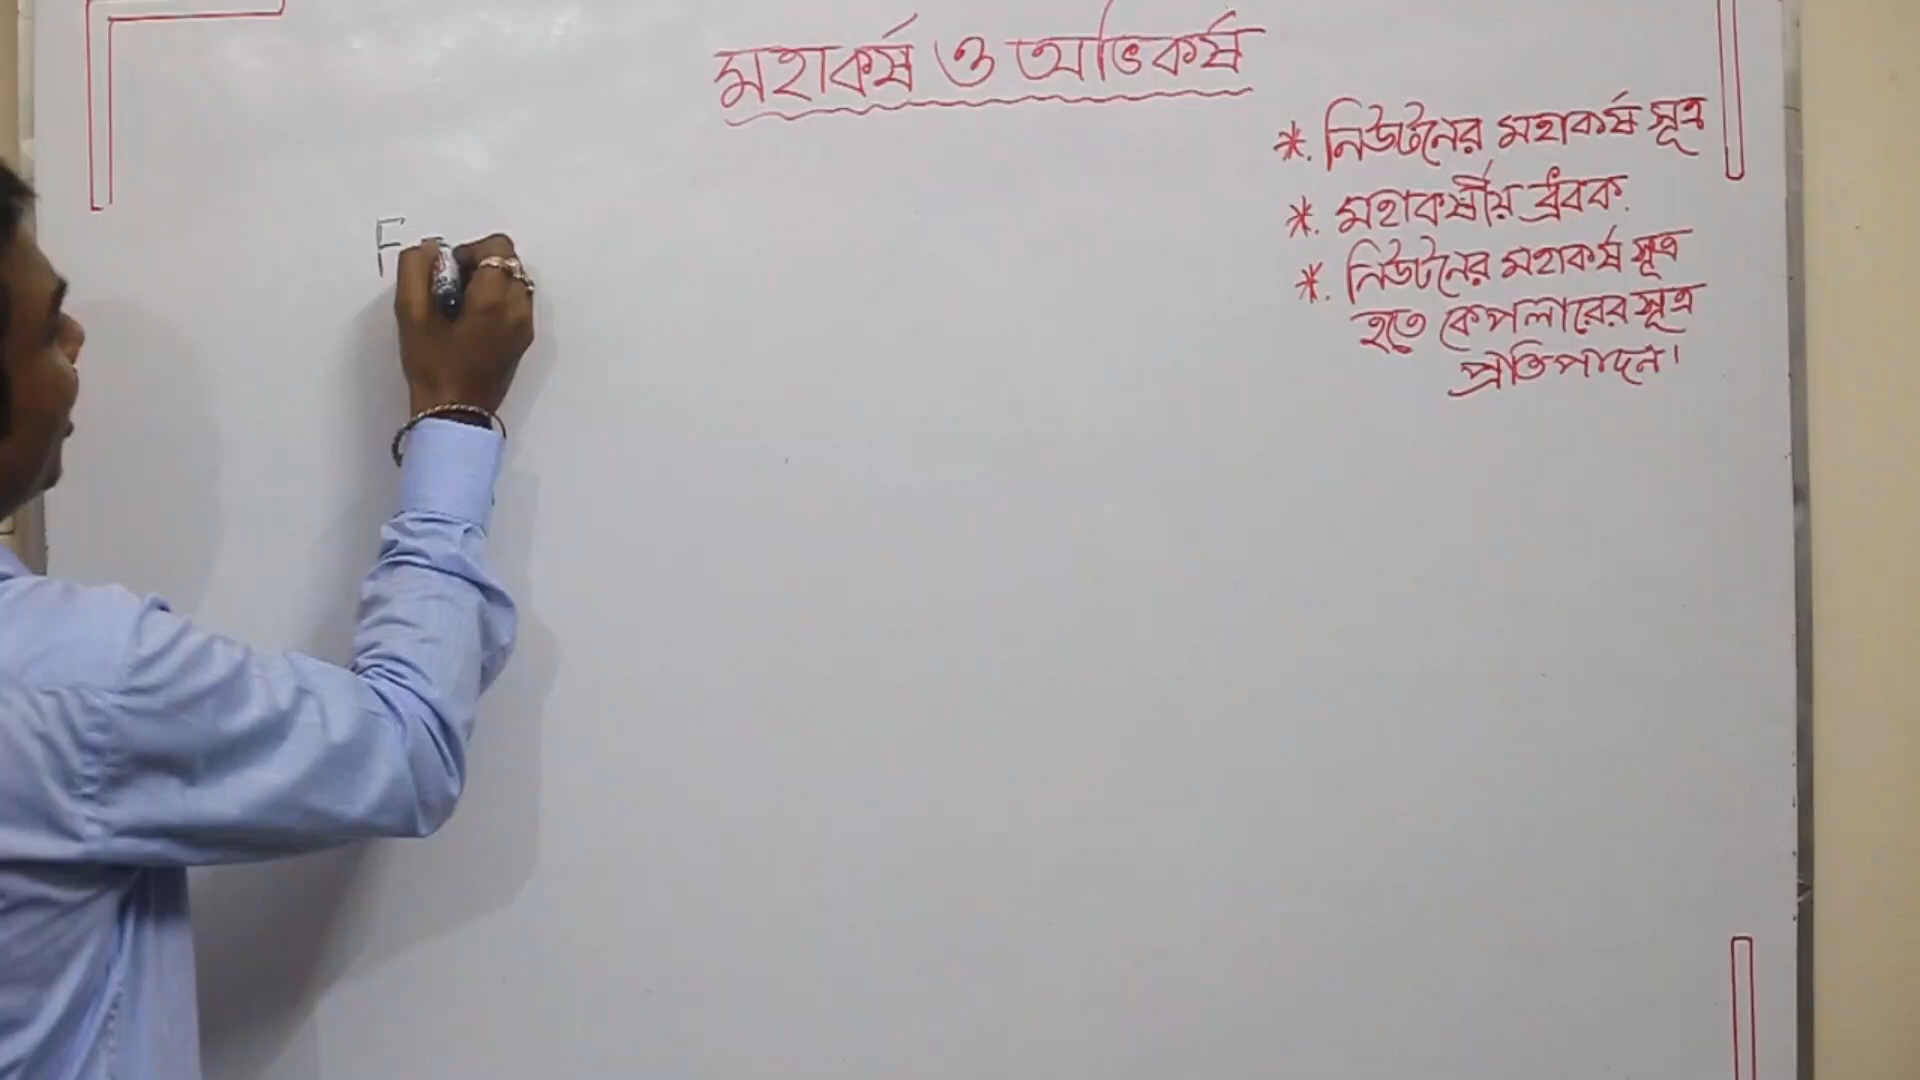 মহাকর্ষ ও অভিকর্ষ
*. নিউটনের মহাকর্ষ সূত্র
*. মহাকর্ষীয় ধ্রুবক.
*. নিউটনের মহাকর্ষ সূত্র
হতে কেপলারের সূত্র
প্রতিপাদন।
F